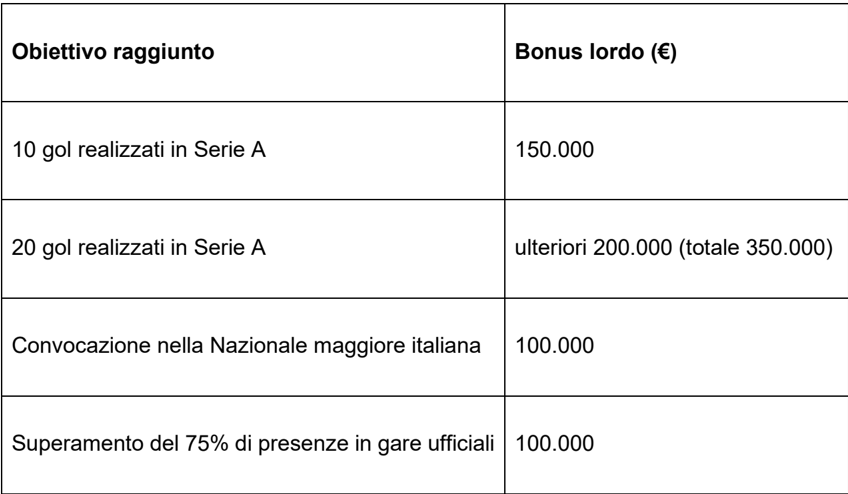 Obiettivo raggiunto
Bonus lordo (€)
10 gol realizzati in Serie A
150.000
20 gol realizzati in Serie A
ulteriori 200.000 (totale 350.000)
Convocazione nella Nazionale maggiore italiana
100.000
Superamento del 75% di presenze in gare ufficiali
100.000